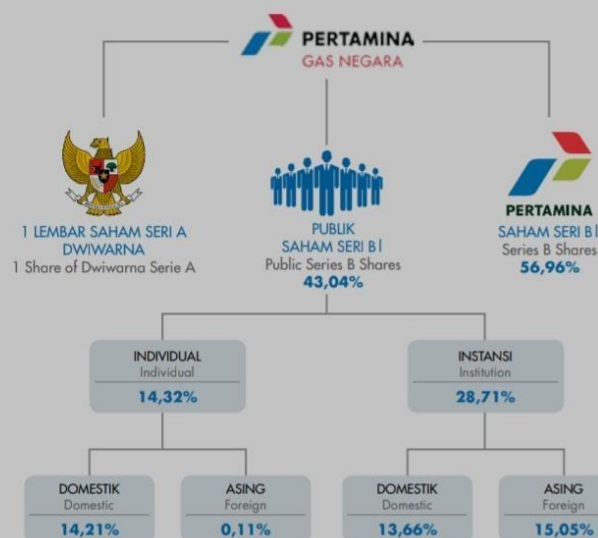 PERTAMINA
GAS NEGARA
1 LEMBAR SAHAM SERI A
DWIWARNA
1 Share of Dwiwarna Serie A
PUBLIK
SAHAM SERI B|
Public Series B Shares
43,04%
PERTAMINA
SAHAM SERI B|
Series B Shares
56,96%
INDIVIDUAL
Individual
14,32%
INSTANSI
Institution
28,71%
DOMESTIK
Domestic
14,21%
ASING
Foreign
0,11%
DOMESTIK
Domestic
13,66%
ASING
Foreign
15,05%